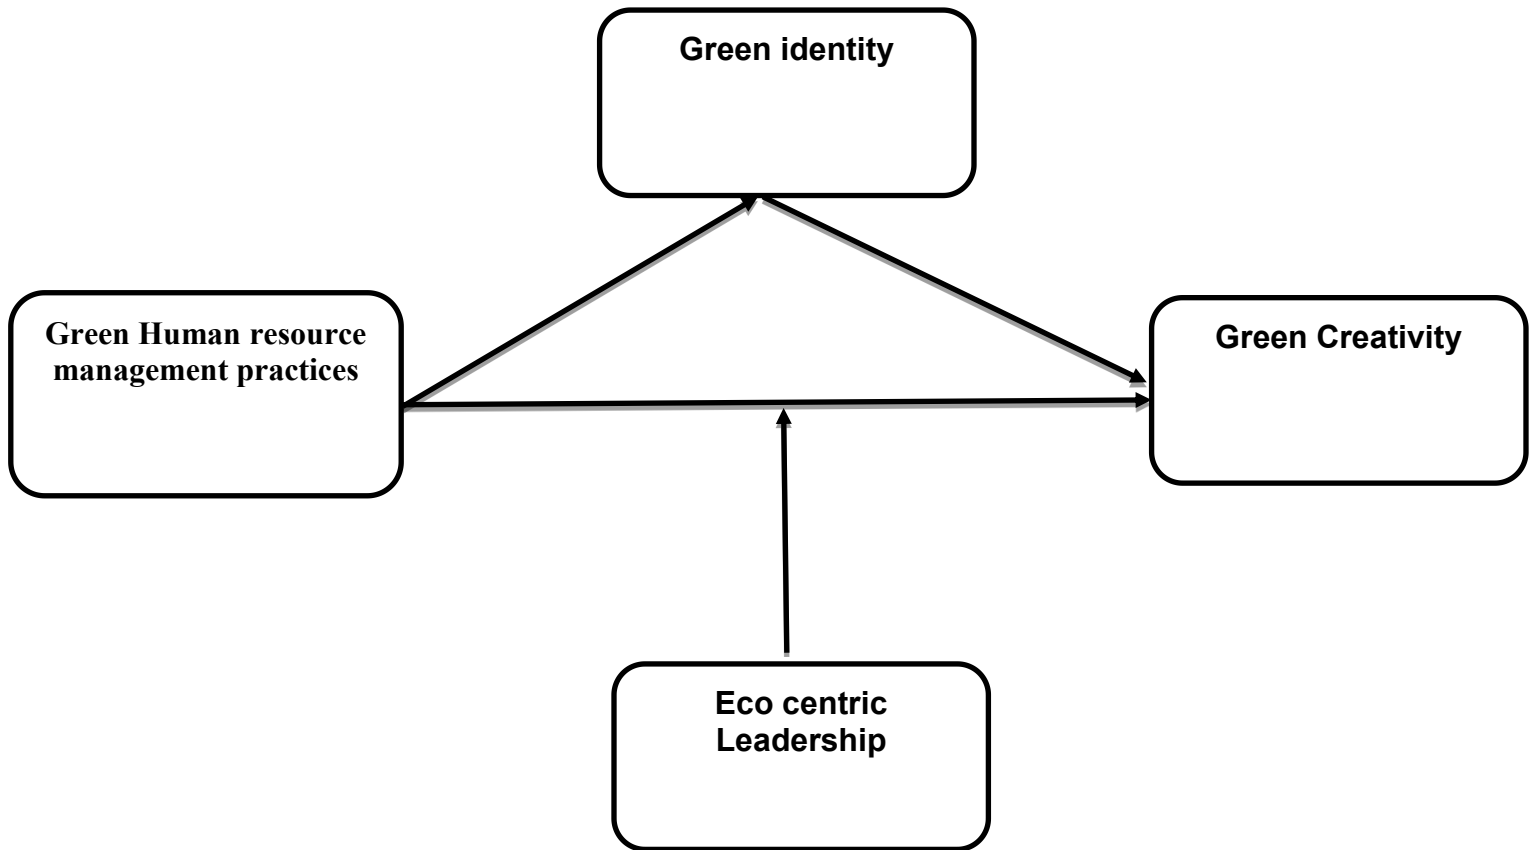 Green identity
Green Human resource
management practices
Green Creativity
Eco centric
Leadership